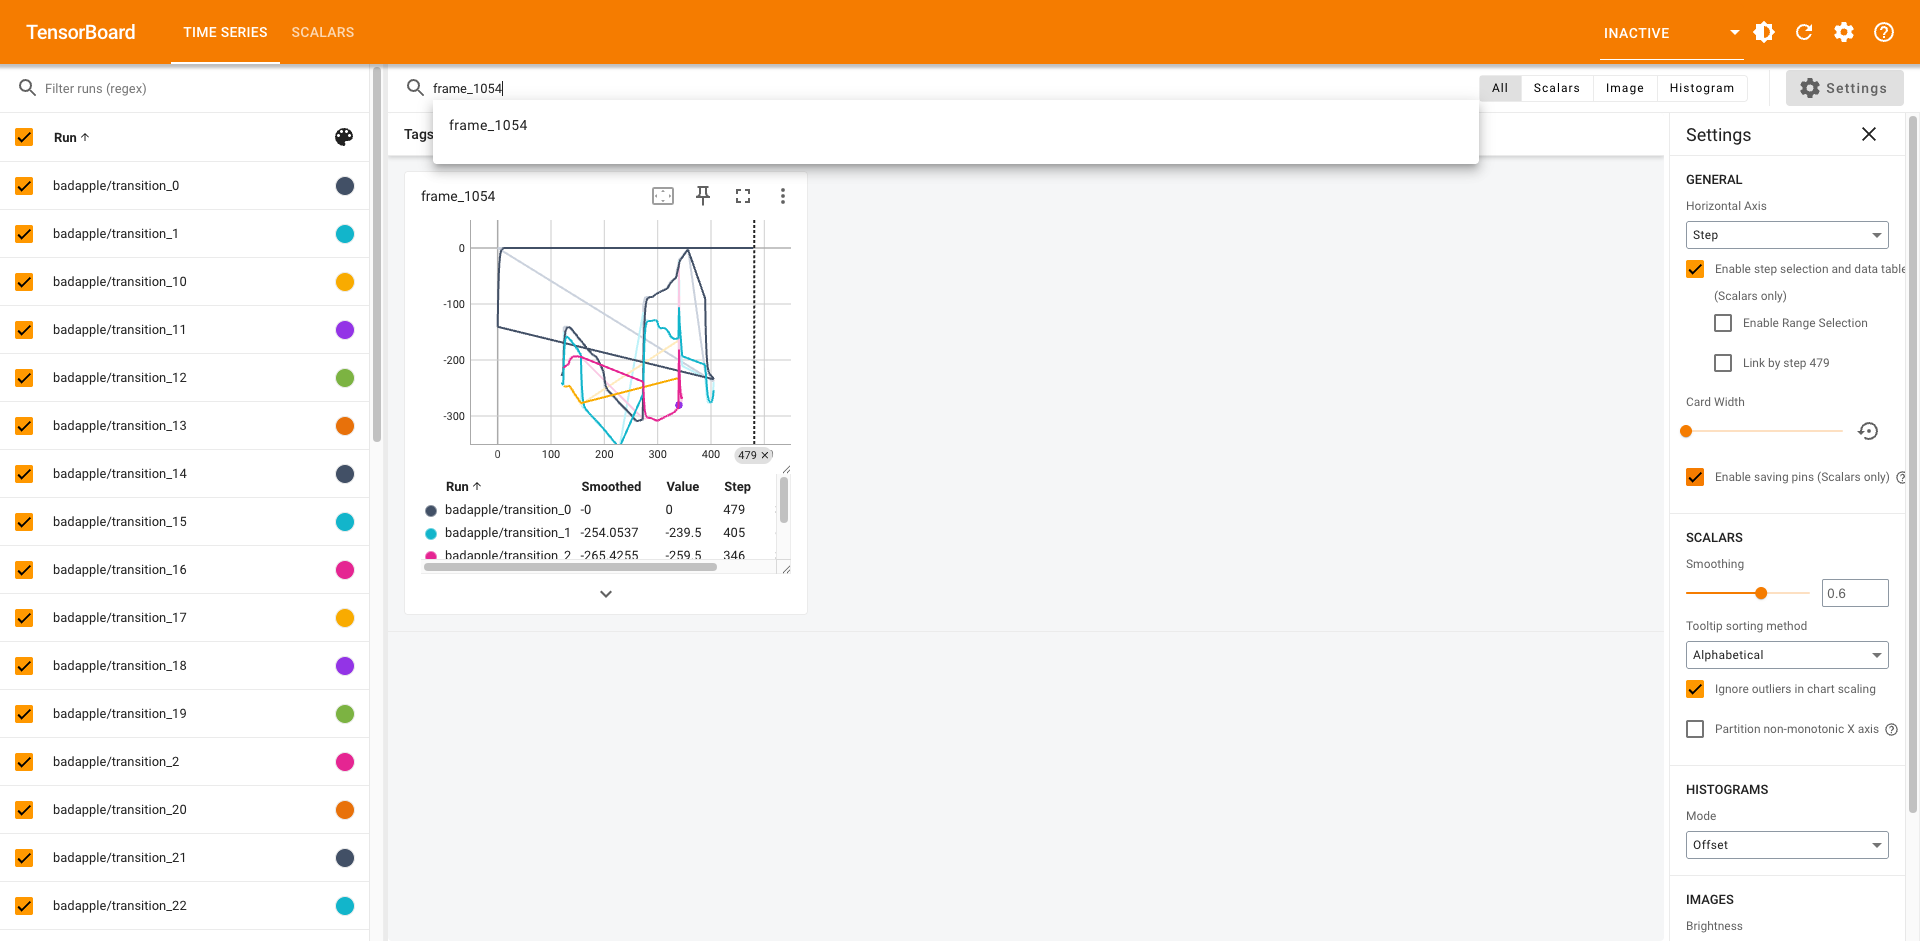 TensorBoard
TIME SERIES
SCALARS
INACTIVE
Filter runs (regex)
frame_1054
All
Scalars
Image
Histogram
Settings
Run
badapple/transition_0
badapple/transition_1
badapple/transition_10
badapple/transition_11
badapple/transition_12
badapple/transition_13
badapple/transition_14
badapple/transition_15
badapple/transition_16
badapple/transition_17
badapple/transition_18
badapple/transition_19
badapple/transition_2
badapple/transition_20
badapple/transition_21
badapple/transition_22
frame_1054
Tags
frame_1054
0
-100
-200
-300
0 100 200 300 400 479
Run Smoothed Value Step
badapple/transition_0 -0 0 479
badapple/transition_1 -254.0537 -239.5 405
badapple/transition_2 -265.4255 -259.5 346
Settings
GENERAL
Horizontal Axis
Step
Enable step selection and data table
(Scalars only)
Enable Range Selection
Link by step 479
Card Width
Enable saving pins (Scalars only)
SCALARS
Smoothing
0.6
Tooltip sorting method
Alphabetical
Ignore outliers in chart scaling
Partition non-monotonic X axis
HISTOGRAMS
Mode
Offset
IMAGES
Brightness